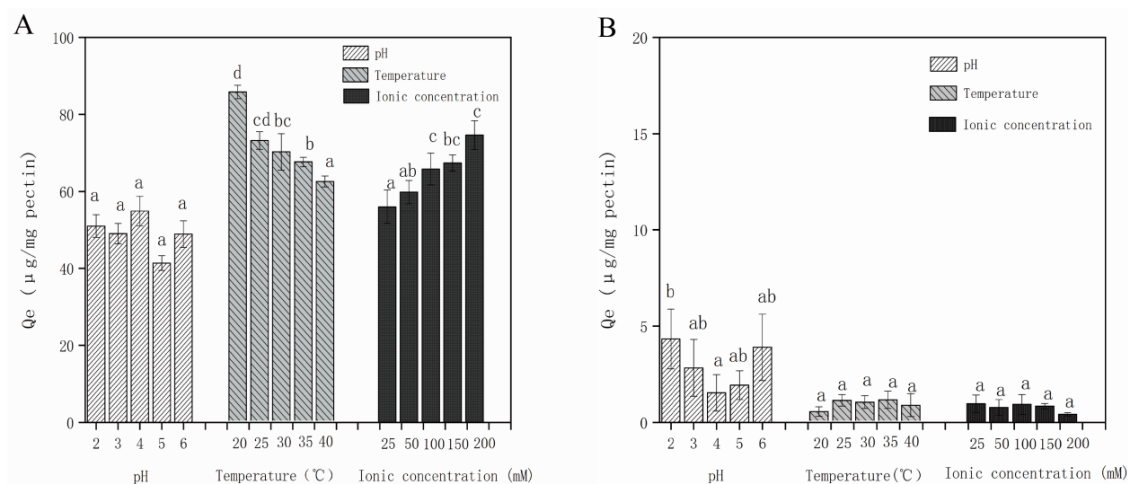 A
Qe (μg/mg pectin)
100
80
60
40
20
0
pH
Temperature
Ionic concentration
a a a a a
d cd bc b a
a ab c bc c
2 3 4 5 6
20 25 30 35 40
25 50 100 150 200
pH
Temperature (℃)
Ionic concentration (mM)
B
Qe (μg/mg pectin)
20
15
10
5
0
pH
Temperature
Ionic concentration
b ab a ab ab
a a a a a
a a a a a
2 3 4 5 6
20 25 30 35 40
25 50 100 150 200
pH
Temperature(℃)
Ionic concentration (mM)